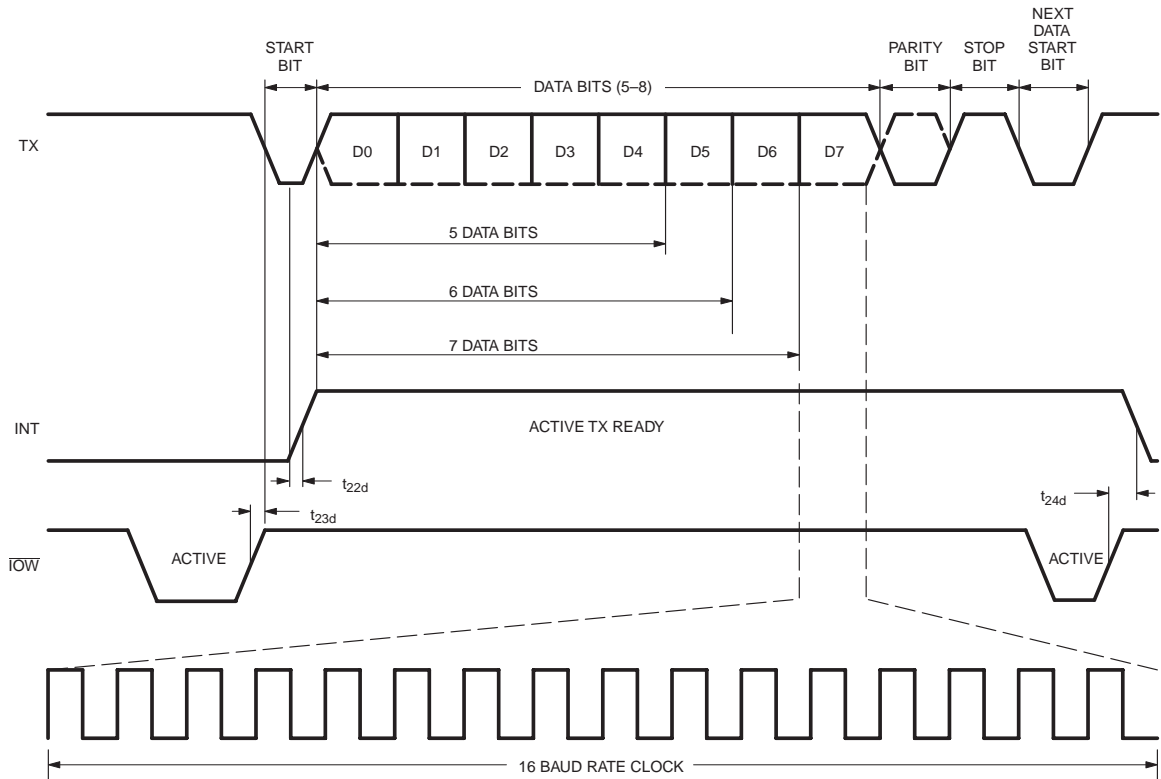 START
BIT
DATA BITS (5–8)
PARITY
BIT
STOP
BIT
NEXT
DATA
START
BIT
TX
D0 D1 D2 D3 D4 D5 D6 D7
5 DATA BITS
6 DATA BITS
7 DATA BITS
INT
ACTIVE TX READY
t22d
t23d
t24d
IOW
ACTIVE
ACTIVE
16 BAUD RATE CLOCK